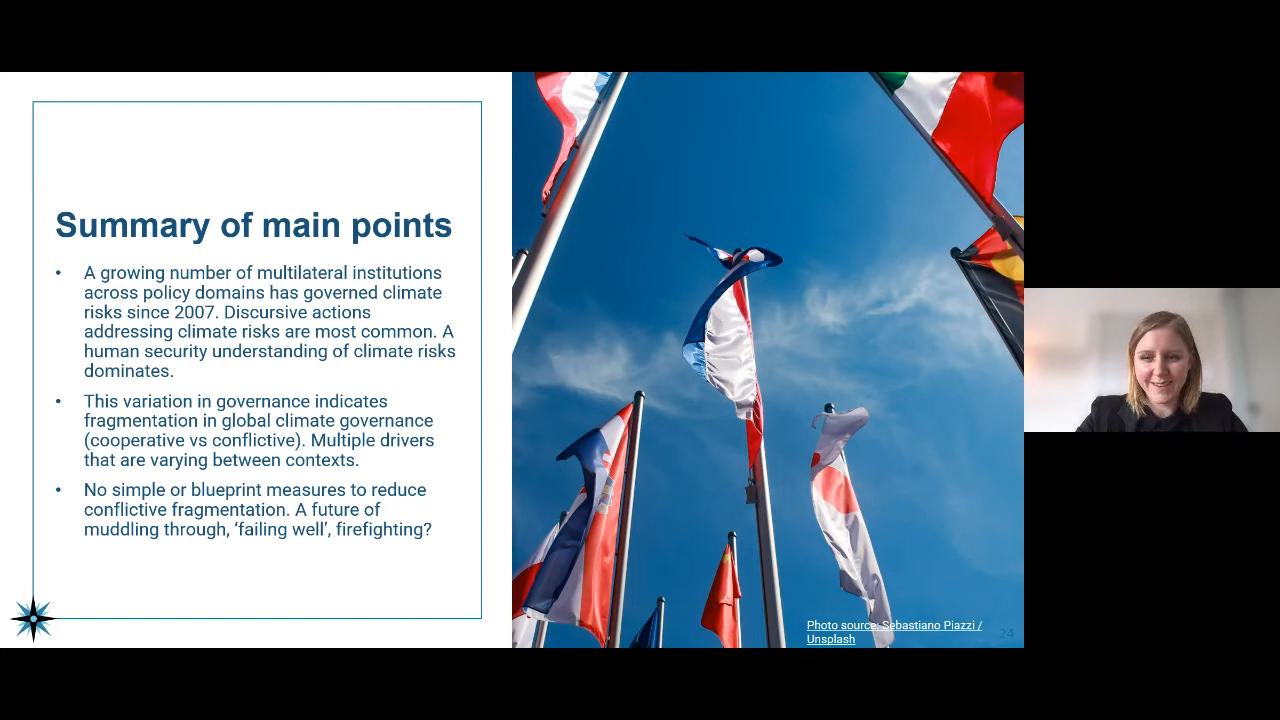 Summary of main points
• A growing number of multilateral institutions
across policy domains has governed climate
risks since 2007. Discursive actions
addressing climate risks are most common. A
human security understanding of climate risks
dominates.
• This variation in governance indicates
fragmentation in global climate governance
(cooperative vs conflictive). Multiple drivers
that are varying between contexts.
• No simple or blueprint measures to reduce
conflictive fragmentation. A future of
muddling through, ‘failing well’, firefighting?
Photo source: Sebastiano Piazzi /
Unsplash
24